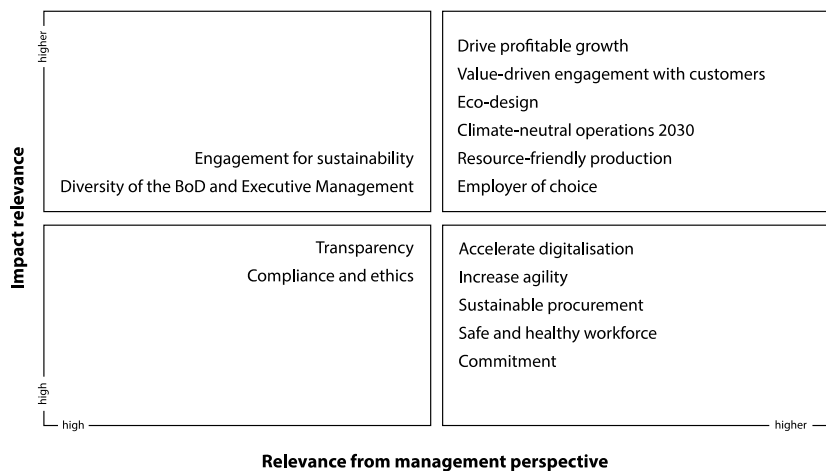 Impact relevance
higher
Engagement for sustainability
Diversity of the BoD and Executive Management
Drive profitable growth
Value-driven engagement with customers
Eco-design
Climate-neutral operations 2030
Resource-friendly production
Employer of choice
Transparency
Compliance and ethics
Accelerate digitalisation
Increase agility
Sustainable procurement
Safe and healthy workforce
Commitment
high
high
higher
Relevance from management perspective